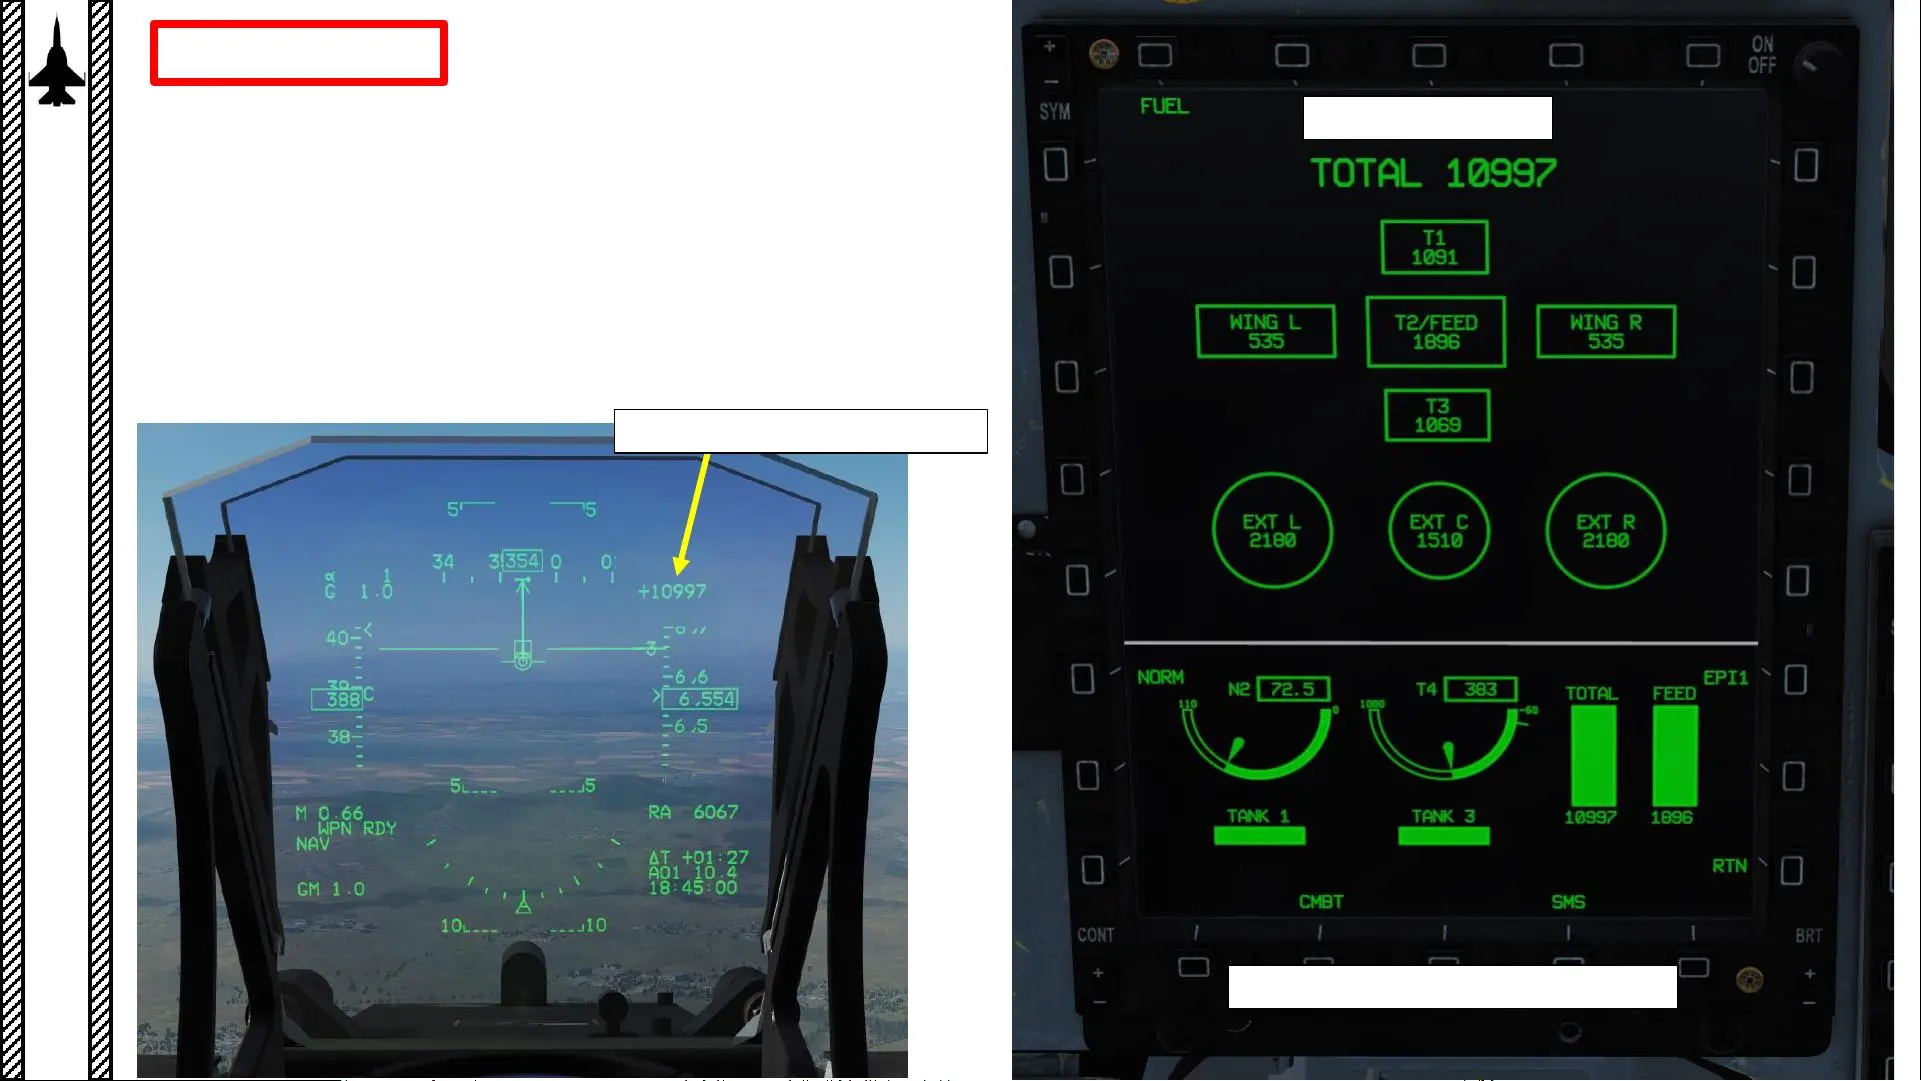 5 5
34 3 354 0 0
α 1
G 1.0
+10997
40
3
6.6
39
388 C
6,554
6.5
38
5 5
M 0.66
WPN RDY
NAV
GM 1.0
RA 6067
ΔT +01:27
A01 10.4
18:45:00
10 10
ON
OFF
SYM
FUEL
TOTAL 10997
T1
1091
WING L
535
T2/FEED
1896
WING R
535
T3
1069
EXT L
2180
EXT C
1510
EXT R
2180
NORM
N2 72.5
110 0
T4 383
1000 -60
TOTAL
10997
FEED
1896
EPI1
TANK 1
TANK 3
RTN
CMBT
SMS
CONT
BRT